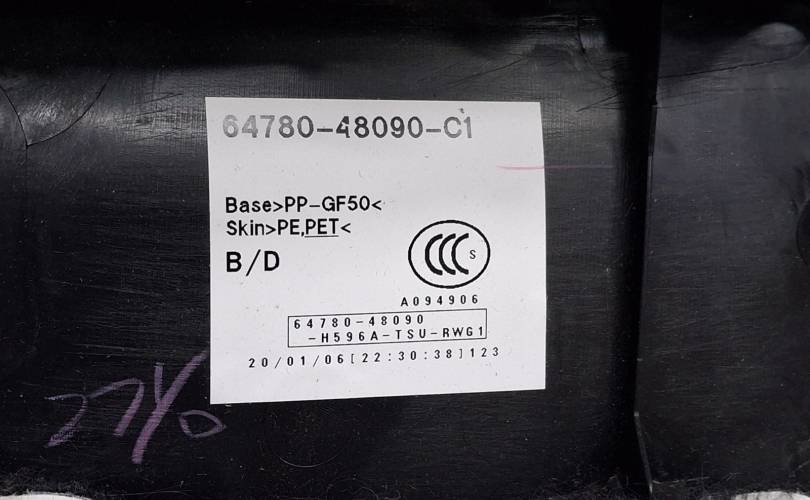 64780-48090-C1
Base>PP-GF50<
Skin>PE,PET<
B/D
CCC S
A094906
64780-48090
-H596A-TSU-RWG1
20/01/06[22:30:38]123